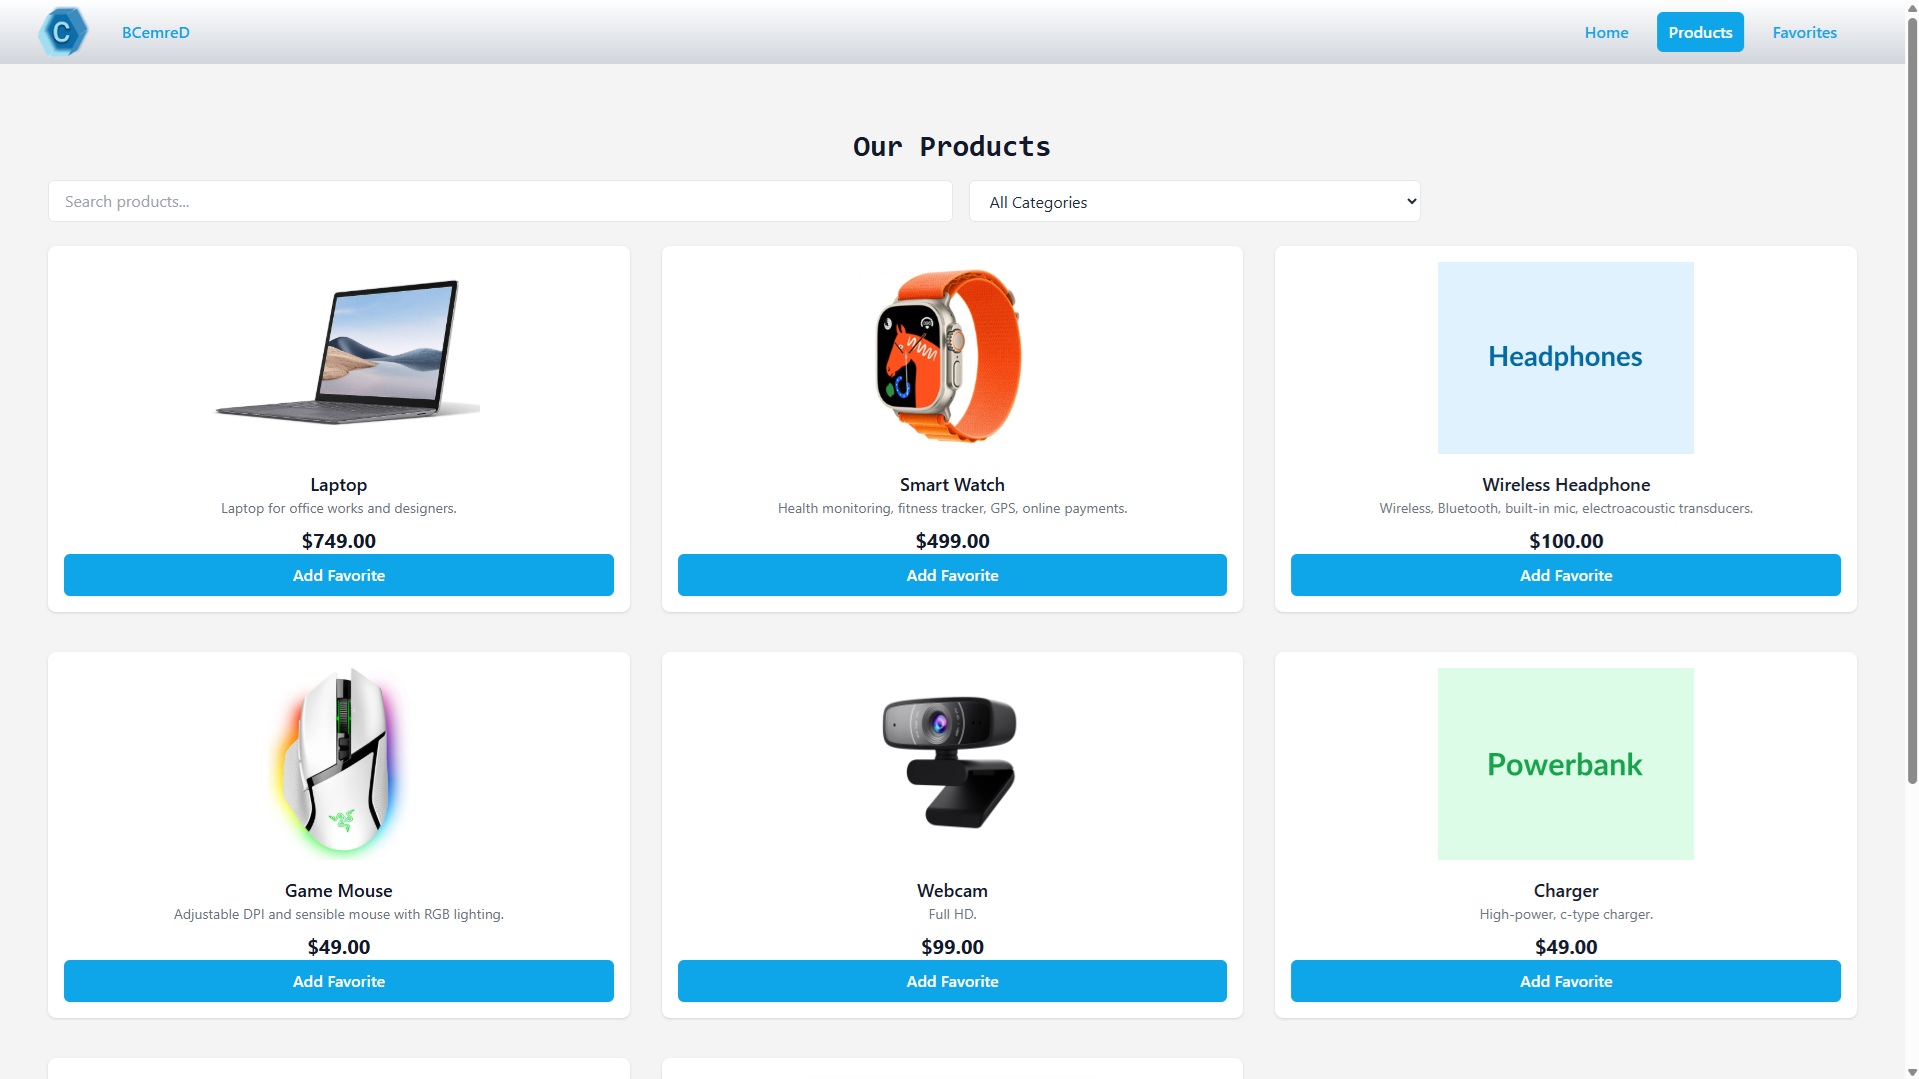 C
BCemreD
Home
Products
Favorites
Our Products
Search products...
All Categories
Headphones
Laptop
Laptop for office works and designers.
$749.00
Add Favorite
Smart Watch
Health monitoring, fitness tracker, GPS, online payments.
$499.00
Add Favorite
Wireless Headphone
Wireless, Bluetooth, built-in mic, electroacoustic transducers.
$100.00
Add Favorite
Powerbank
Game Mouse
Adjustable DPI and sensible mouse with RGB lighting.
$49.00
Add Favorite
Webcam
Full HD.
$99.00
Add Favorite
Charger
High-power, c-type charger.
$49.00
Add Favorite